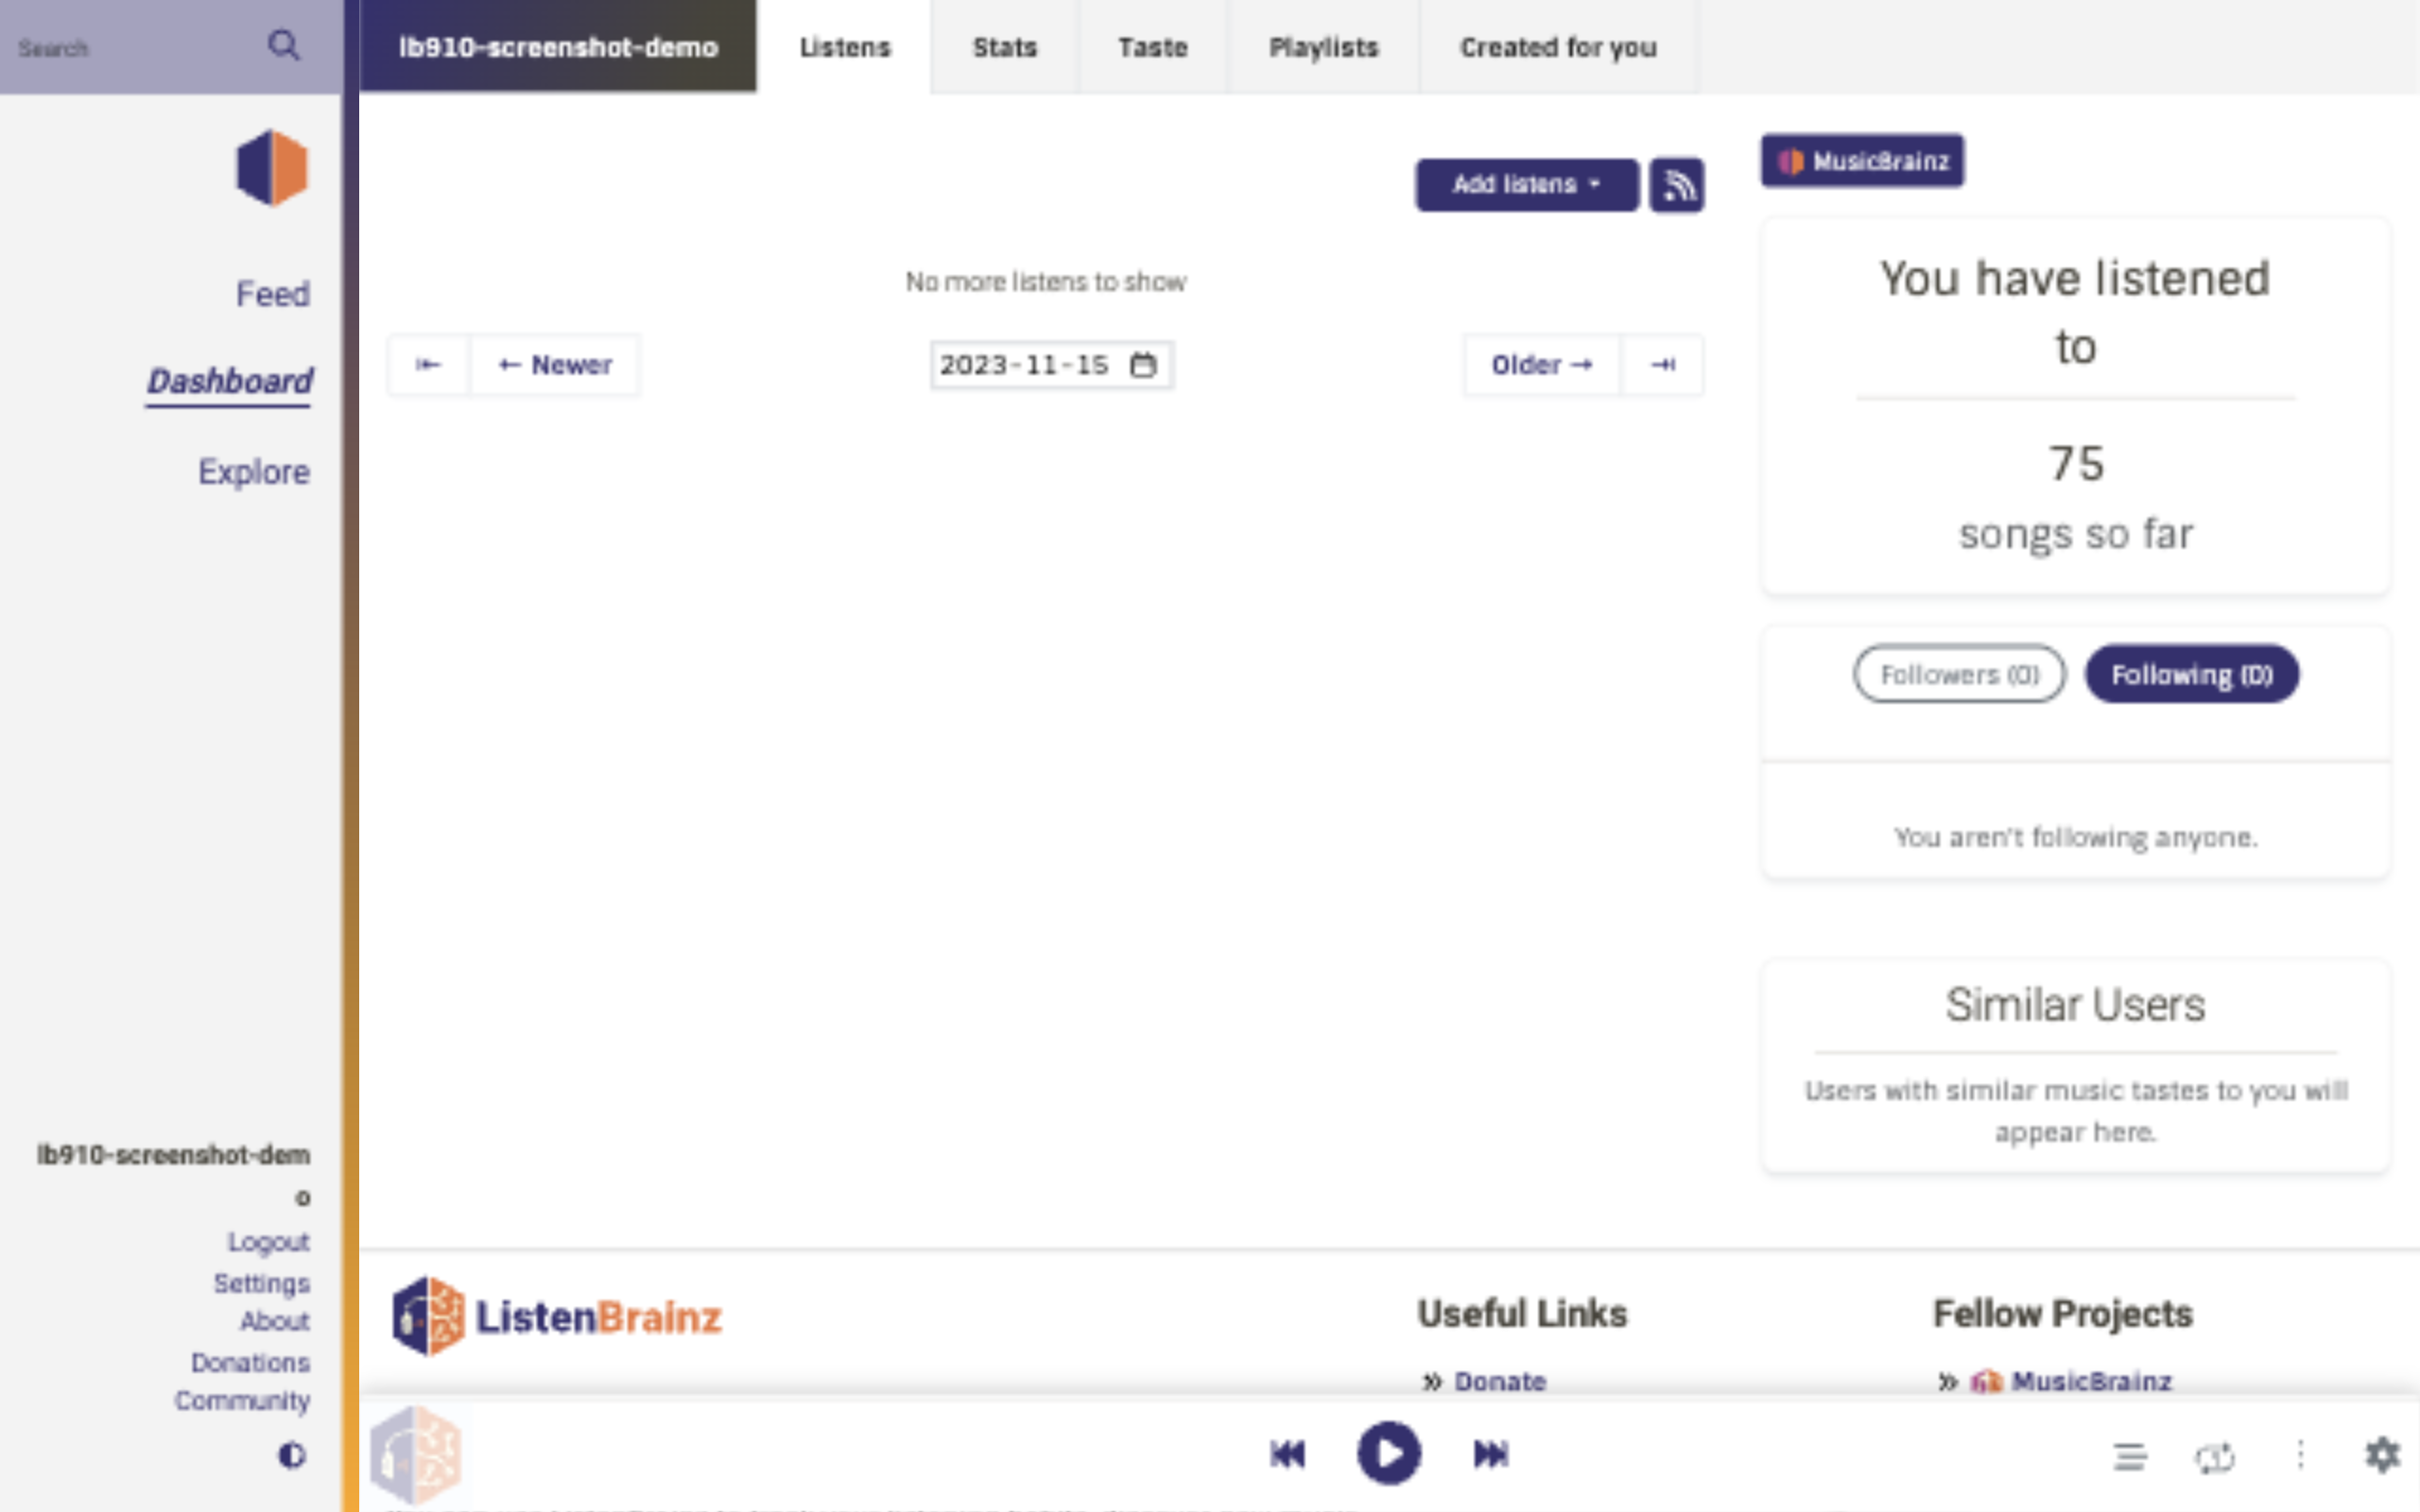 Search
lb910-screenshot-demo
Listens
Stats
Taste
Playlists
Created for you
Feed
Dashboard
Explore
lb910-screenshot-dem
o
Logout
Settings
About
Donations
Community
Add listens
No more listens to show
← Newer
2023-11-15
Older →
MusicBrainz
You have listened
to
75
songs so far
Followers (0)
Following (0)
You aren't following anyone.
Similar Users
Users with similar music tastes to you will
appear here.
ListenBrainz
Useful Links
» Donate
Fellow Projects
» MusicBrainz